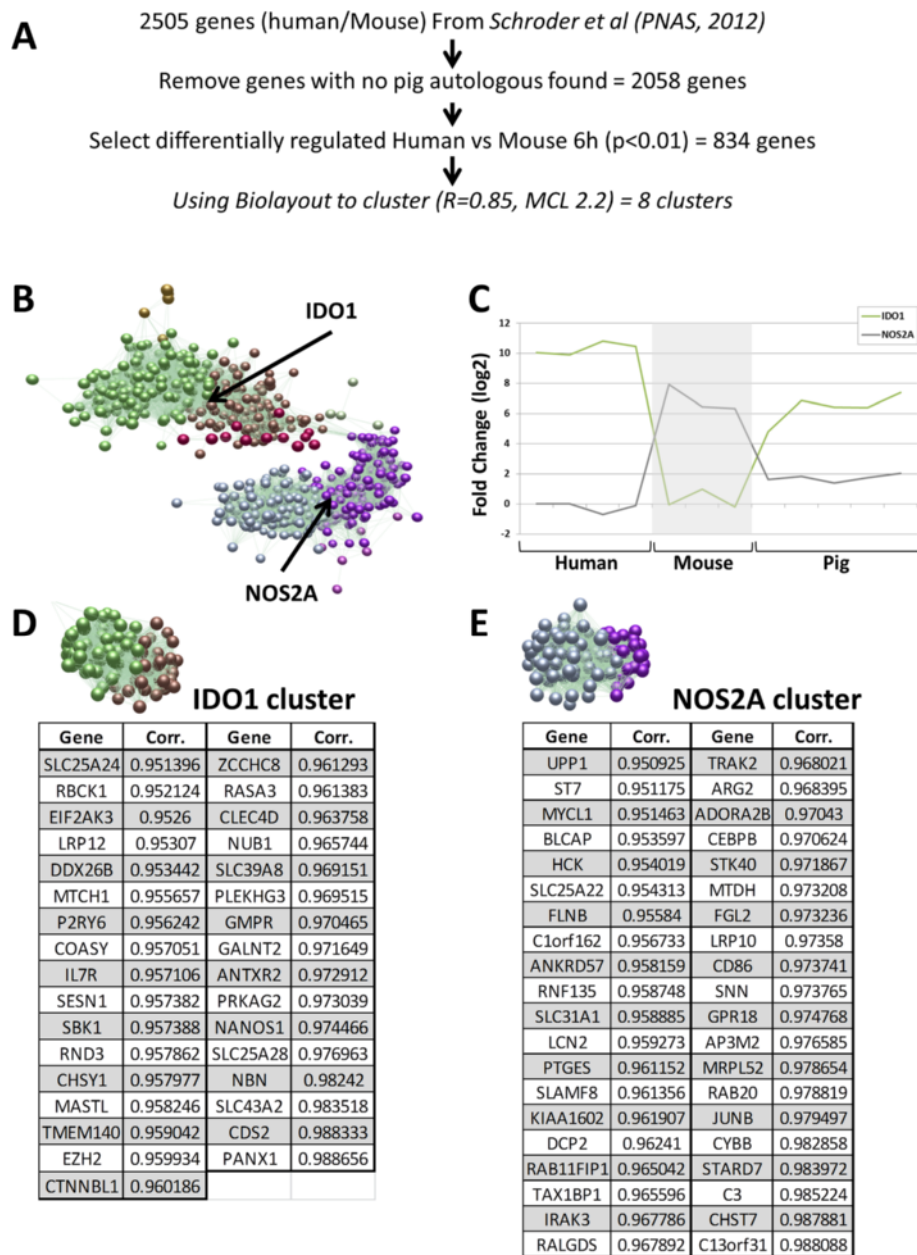 A
2505 genes (human/Mouse) From Schroder et al (PNAS, 2012)
Remove genes with no pig autologous found = 2058 genes
Select differentially regulated Human vs Mouse 6h (p<0.01) = 834 genes
Using Biolayout to cluster (R=0.85, MCL 2.2) = 8 clusters
B
IDO1
NOS2A
C
IDO1
NOS2A
Fold Change (log2)
12
10
8
6
4
2
0
-2
Human Mouse Pig
D
IDO1 cluster
Gene Corr. Gene Corr.
SLC25A24 0.951396 ZCCHC8 0.961293
RBCK1 0.952124 RASA3 0.961383
EIF2AK3 0.9526 CLEC4D 0.963758
LRP12 0.95307 NUB1 0.965744
DDX26B 0.953442 SLC39A8 0.969151
MTCH1 0.955657 PLEKHG3 0.969515
P2RY6 0.956242 GMPR 0.970465
COASY 0.957051 GALNT2 0.971649
IL7R 0.957106 ANTXR2 0.972912
SESN1 0.957382 PRKAG2 0.973039
SBK1 0.957388 NANOS1 0.974466
RND3 0.957862 SLC25A28 0.976963
CHSY1 0.957977 NBN 0.98242
MASTL 0.958246 SLC43A2 0.983518
TMEM140 0.959042 CDS2 0.988333
EZH2 0.959934 PANX1 0.988656
CTNNBL1 0.960186
E
NOS2A cluster
Gene Corr. Gene Corr.
UPP1 0.950925 TRAK2 0.968021
ST7 0.951175 ARG2 0.968395
MYCL1 0.951463 ADORA2B 0.97043
BLCAP 0.953597 CEBPB 0.970624
HCK 0.954019 STK40 0.971867
SLC25A22 0.954313 MTDH 0.973208
FLNB 0.95584 FGL2 0.973236
C1orf162 0.956733 LRP10 0.97358
ANKRD57 0.958159 CD86 0.973741
RNF135 0.958748 SNN 0.973765
SLC31A1 0.958885 GPR18 0.974768
LCN2 0.959273 AP3M2 0.976585
PTGES 0.961152 MRPL52 0.978654
SLAMF8 0.961356 RAB20 0.978819
KIAA1602 0.961907 JUNB 0.979497
DCP2 0.96241 CYBB 0.982858
RAB11FIP1 0.965042 STARD7 0.983972
TAX1BP1 0.965596 C3 0.985224
IRAK3 0.967786 CHST7 0.987881
RALGDS 0.967892 C13orf31 0.988088